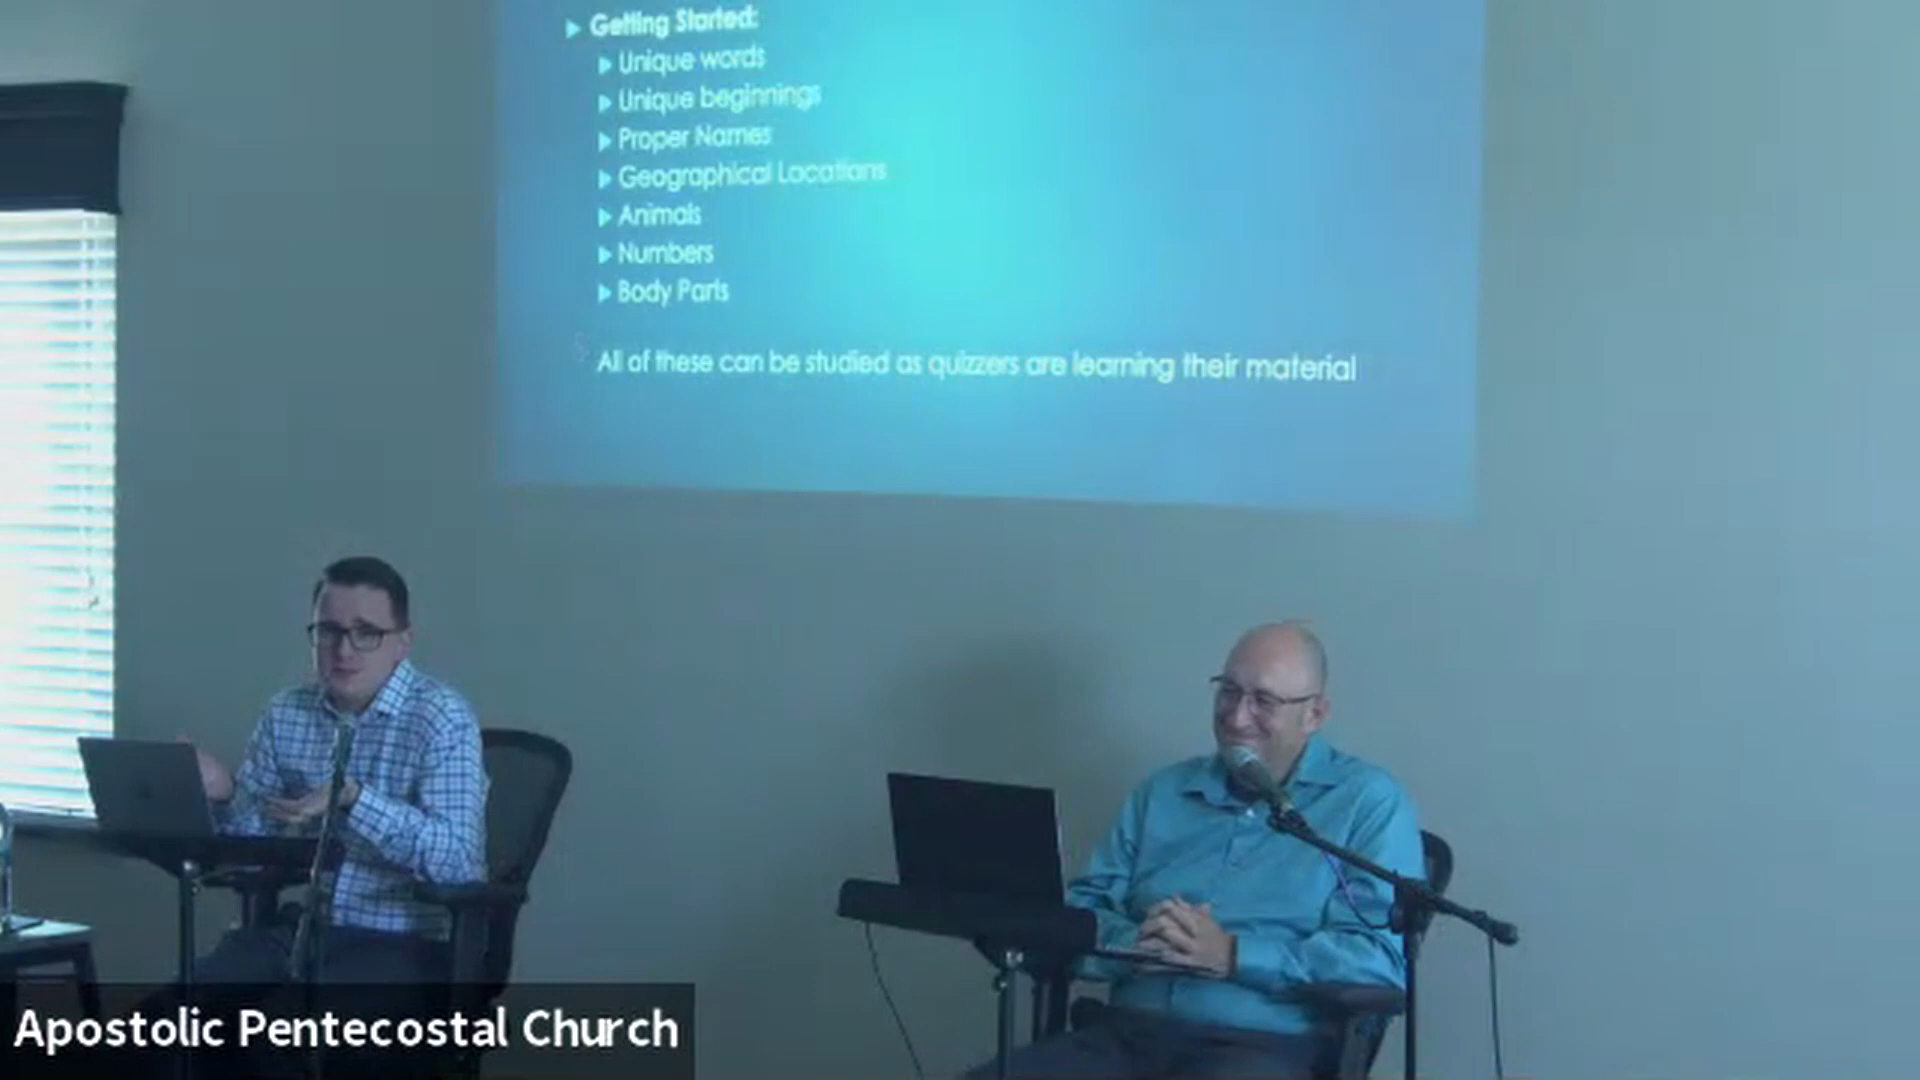 Getting Started:
Unique words
Unique beginnings
Proper Names
Geographical Locations
Animals
Numbers
Body Parts
All of these can be studied as quizzers are learning their material
Apostolic Pentecostal Church